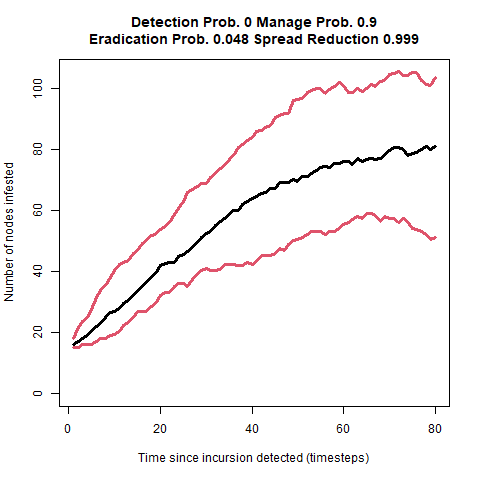 Detection Prob. 0 Manage Prob. 0.9
Eradication Prob. 0.048 Spread Reduction 0.999
Number of nodes infested
100
80
60
40
20
0
0 20 40 60 80
Time since incursion detected (timesteps)